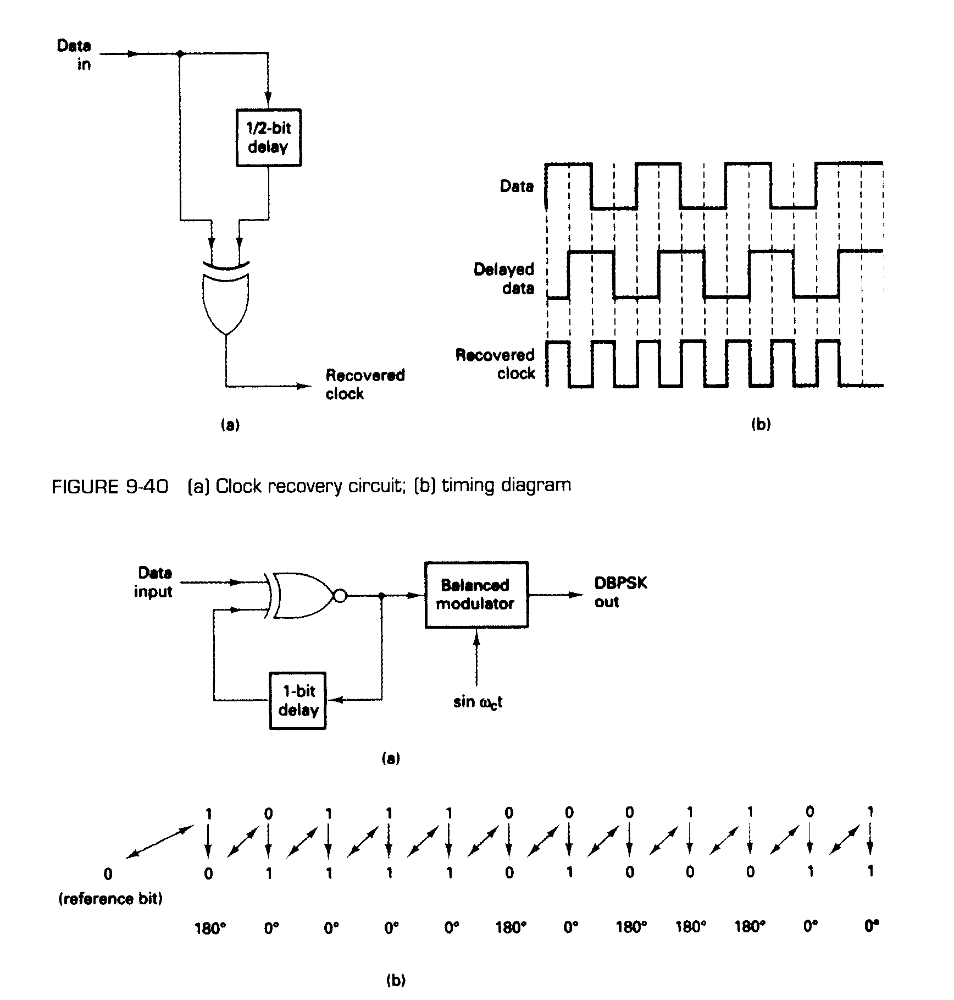 Data
in
1/2-bit
delay
Recovered
clock
(a)
Data
Delayed
data
Recovered
clock
(b)
FIGURE 9-40 (a) Clock recovery circuit; (b) timing diagram
Data
input
Balanced
modulator
DBPSK
out
1-bit
delay
sin ωct
(a)
1 0 1 1 1 0 0 0 1 1 0 1
0 0 1 1 1 1 0 1 0 0 0 1 1
(reference bit)
180° 0° 0° 0° 0° 180° 0° 180° 180° 180° 0° 0°
(b)